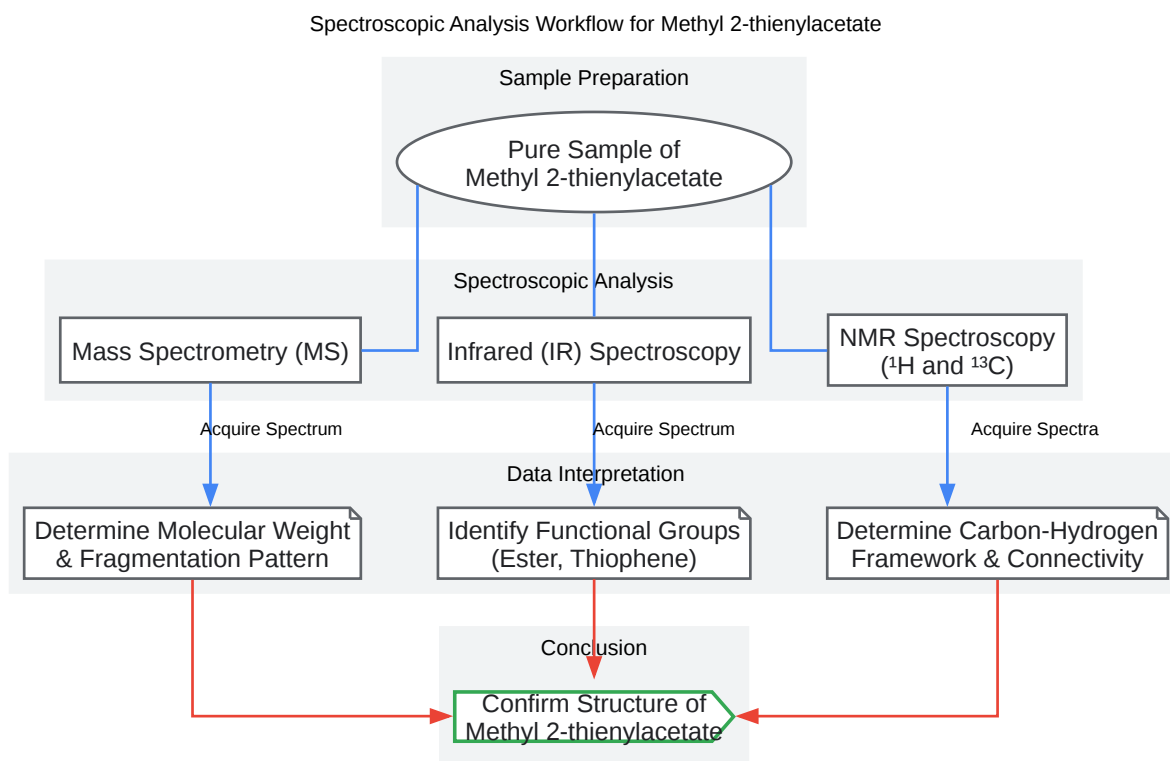 Spectroscopic Analysis Workflow for Methyl 2-thienylacetate
Sample Preparation
Pure Sample of
Methyl 2-thienylacetate
Spectroscopic Analysis
Mass Spectrometry (MS)
Infrared (IR) Spectroscopy
NMR Spectroscopy
(¹H and ¹³C)
Acquire Spectrum
Acquire Spectrum
Acquire Spectra
Data Interpretation
Determine Molecular Weight
& Fragmentation Pattern
Identify Functional Groups
(Ester, Thiophene)
Determine Carbon-Hydrogen
Framework & Connectivity
Conclusion
Confirm Structure of
Methyl 2-thienylacetate